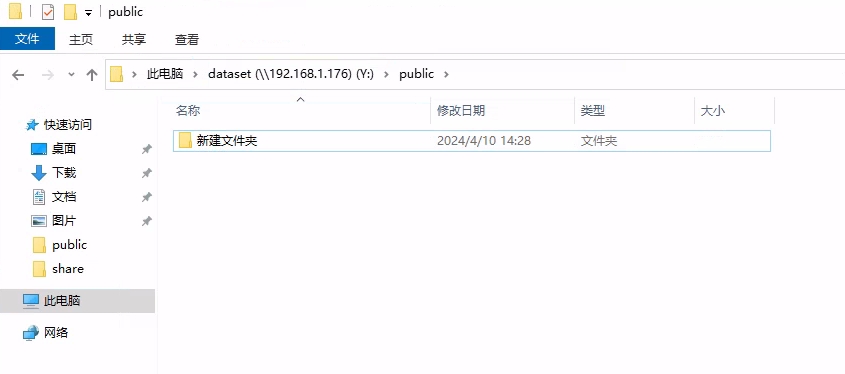 public
文件 主页 共享 查看
此电脑 dataset (\\192.168.1.176) (Y:) public
名称 修改日期 类型 大小
新建文件夹 2024/4/10 14:28 文件夹
快速访问
桌面
下载
文档
图片
public
share
此电脑
网络